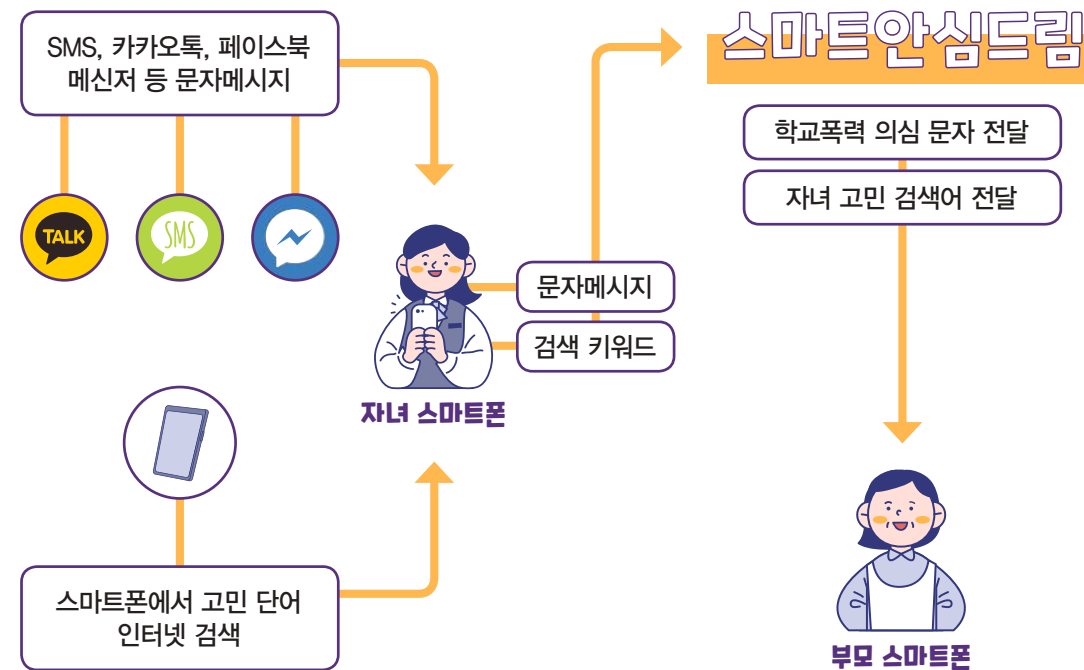 SMS, 카카오톡, 페이스북
메신저 등 문자메시지
TALK
SMS
자녀 스마트폰
스마트폰에서 고민 단어
인터넷 검색
문자메시지
검색 키워드
스마트안심드림
학교폭력 의심 문자 전달
자녀 고민 검색어 전달
부모 스마트폰